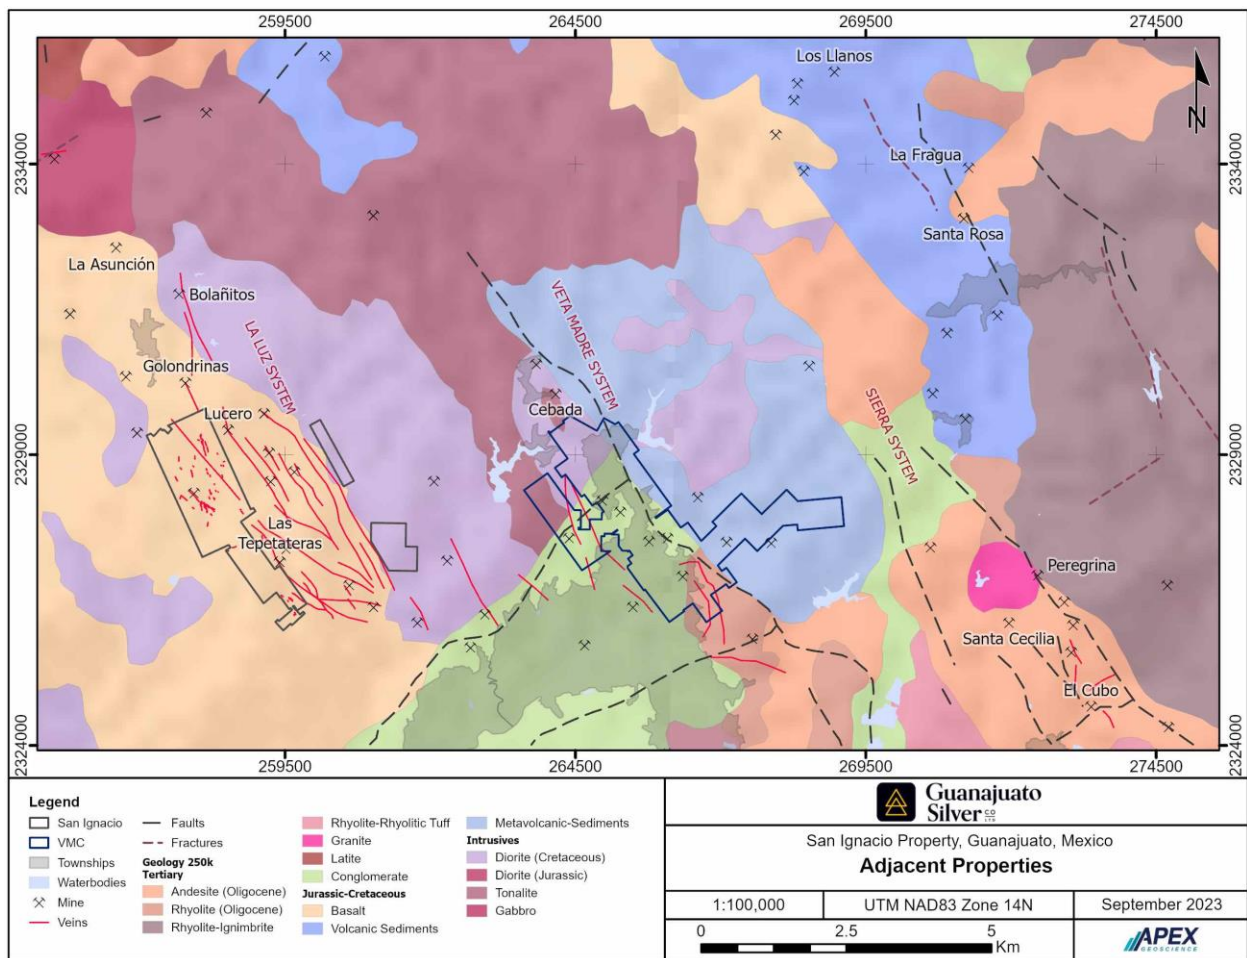 259500
264500
269500
274500
Los Llanos
N
2334000
2334000
La Fragua
Santa Rosa
La Asunción
Bolañitos
VETA MADRE SYSTEM
LA LUZ SYSTEM
Golondrinas
Lucero
Cebada
SIERRA SYSTEM
2329000
2329000
Las
Tepetateras
Peregrina
Santa Cecilia
El Cubo
2324000
2324000
259500
264500
269500
274500
Legend
San Ignacio
VMC
Townships
Waterbodies
Mine
Veins
Faults
Fractures
Geology 250k
Tertiary
Andesite (Oligocene)
Rhyolite (Oligocene)
Rhyolite-Ignimbrite
Rhyolite-Rhyolitic Tuff
Granite
Latite
Conglomerate
Jurassic-Cretaceous
Basalt
Volcanic Sediments
Metavolcanic-Sediments
Intrusives
Diorite (Cretaceous)
Diorite (Jurassic)
Tonalite
Gabbro
Guanajuato
Silver CO LTD
San Ignacio Property, Guanajuato, Mexico
Adjacent Properties
1:100,000
UTM NAD83 Zone 14N
September 2023
0 2.5 5
Km
APEX
GEOSCIENCE